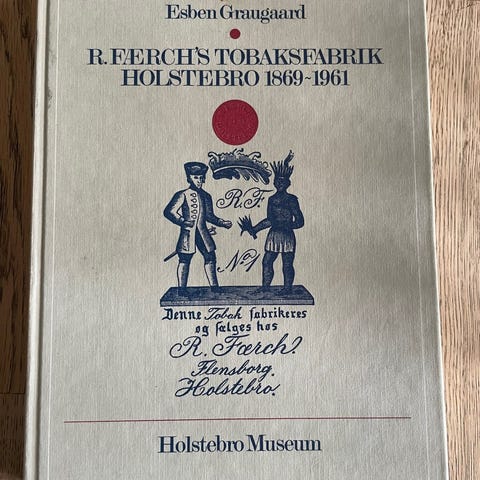 Esben Graugaard
R. FÆRCH'S TOBAKSFABRIK
HOLSTEBRO 1869~1961
R. F.
No. 1
Denne Tobak fabrikeres
og sælges hos
R. Færch.
Flensborg.
Holstebro.
Holstebro Museum